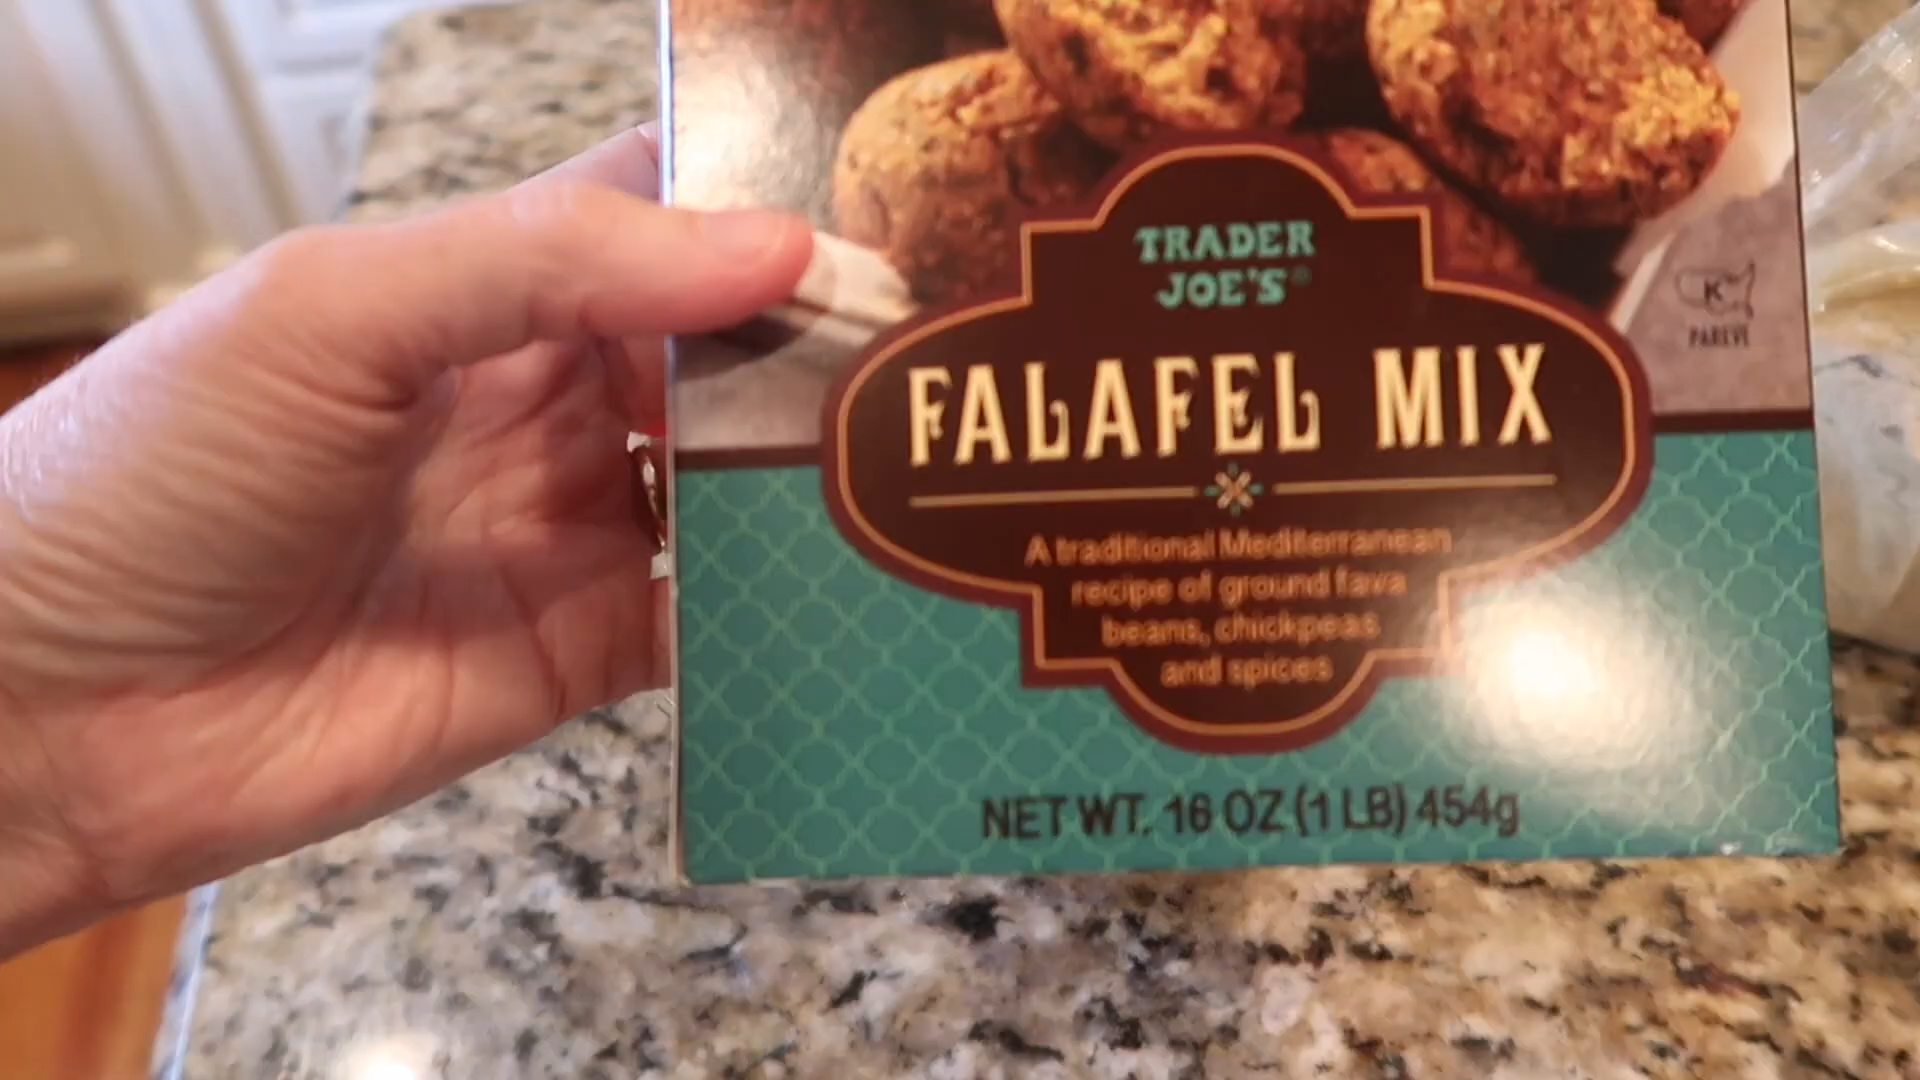 TRADER
JOE'S®
K
PAREVE
FALAFEL MIX
A traditional Mediterranean
recipe of ground fava
beans, chickpeas
and spices
NET WT. 16 OZ (1 LB) 454g